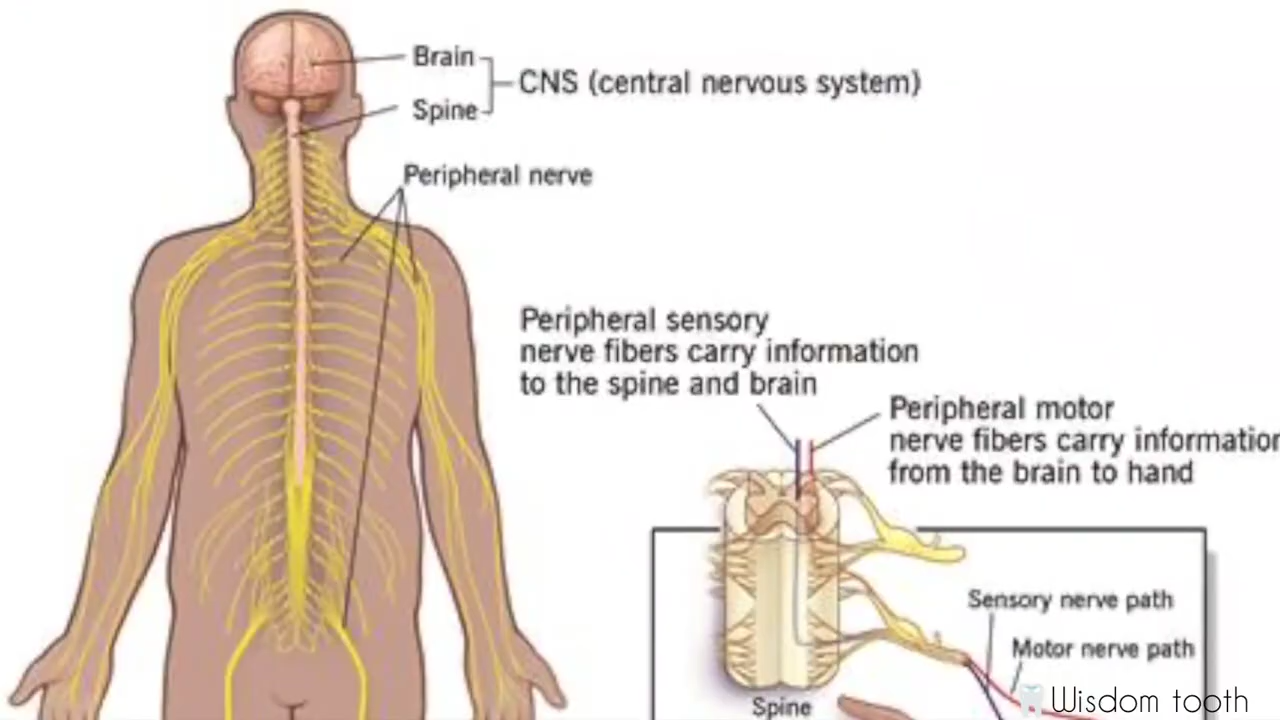 Brain
CNS (central nervous system)
Spine
Peripheral nerve
Peripheral sensory
nerve fibers carry information
to the spine and brain
Peripheral motor
nerve fibers carry information
from the brain to hand
Sensory nerve path
Motor nerve path
Spine
Wisdom tooth